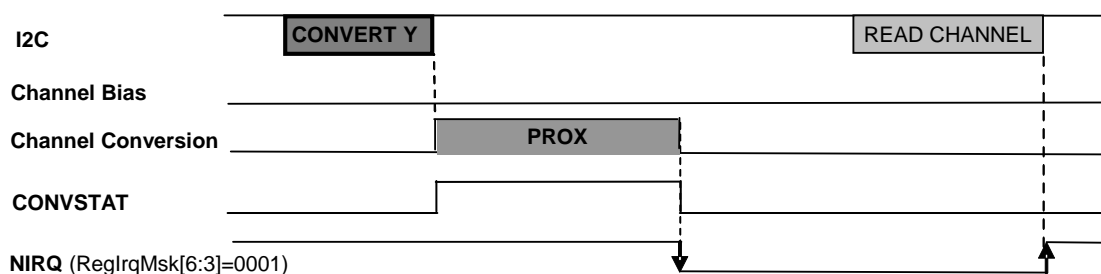 I2C
CONVERT Y
READ CHANNEL
Channel Bias
Channel Conversion
PROX
CONVSTAT
NIRQ (RegIrqMsk[6:3]=0001)